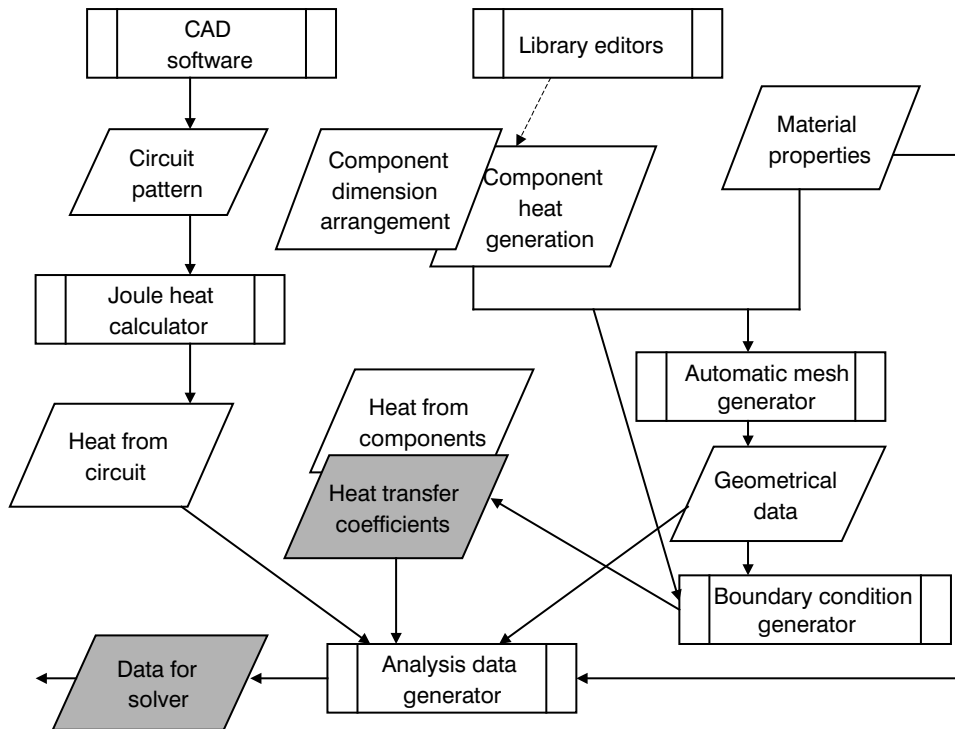 CAD
software
Library editors
Material
properties
Circuit
pattern
Component
dimension
arrangement
Component
heat
generation
Joule heat
calculator
Automatic mesh
generator
Heat from
circuit
Heat from
components
Heat transfer
coefficients
Geometrical
data
Boundary condition
generator
Data for
solver
Analysis data
generator